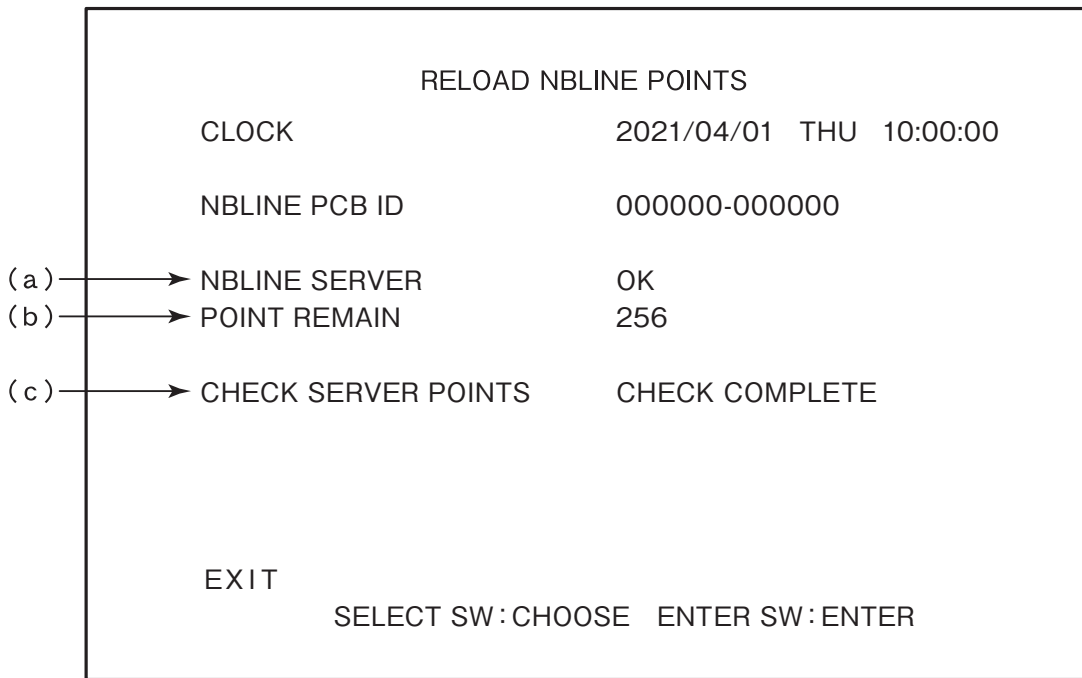 RELOAD NBLINE POINTS
CLOCK 2021/04/01 THU 10:00:00
NBLINE PCB ID 000000-000000
(a) NBLINE SERVER OK
(b) POINT REMAIN 256
(c) CHECK SERVER POINTS CHECK COMPLETE
EXIT
SELECT SW:CHOOSE ENTER SW:ENTER